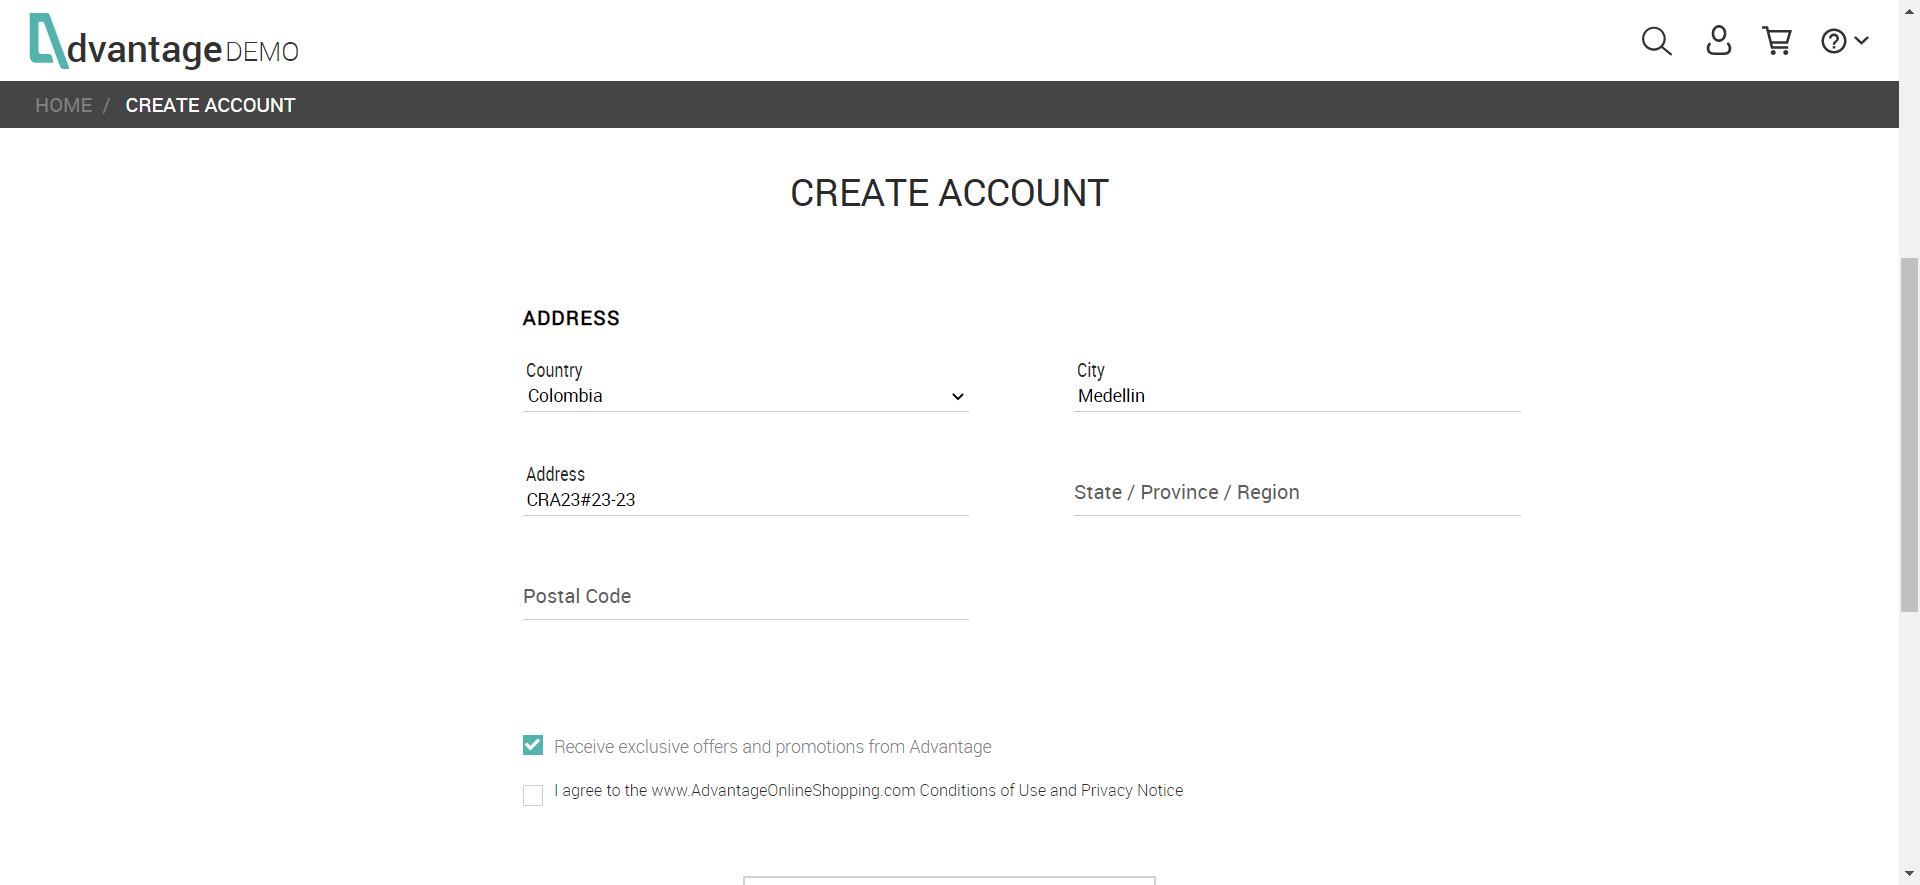 dvantage DEMO
HOME / CREATE ACCOUNT
CREATE ACCOUNT
ADDRESS
Country
Colombia
City
Medellin
Address
CRA23#23-23
State / Province / Region
Postal Code
Receive exclusive offers and promotions from Advantage
I agree to the www.AdvantageOnlineShopping.com Conditions of Use and Privacy Notice